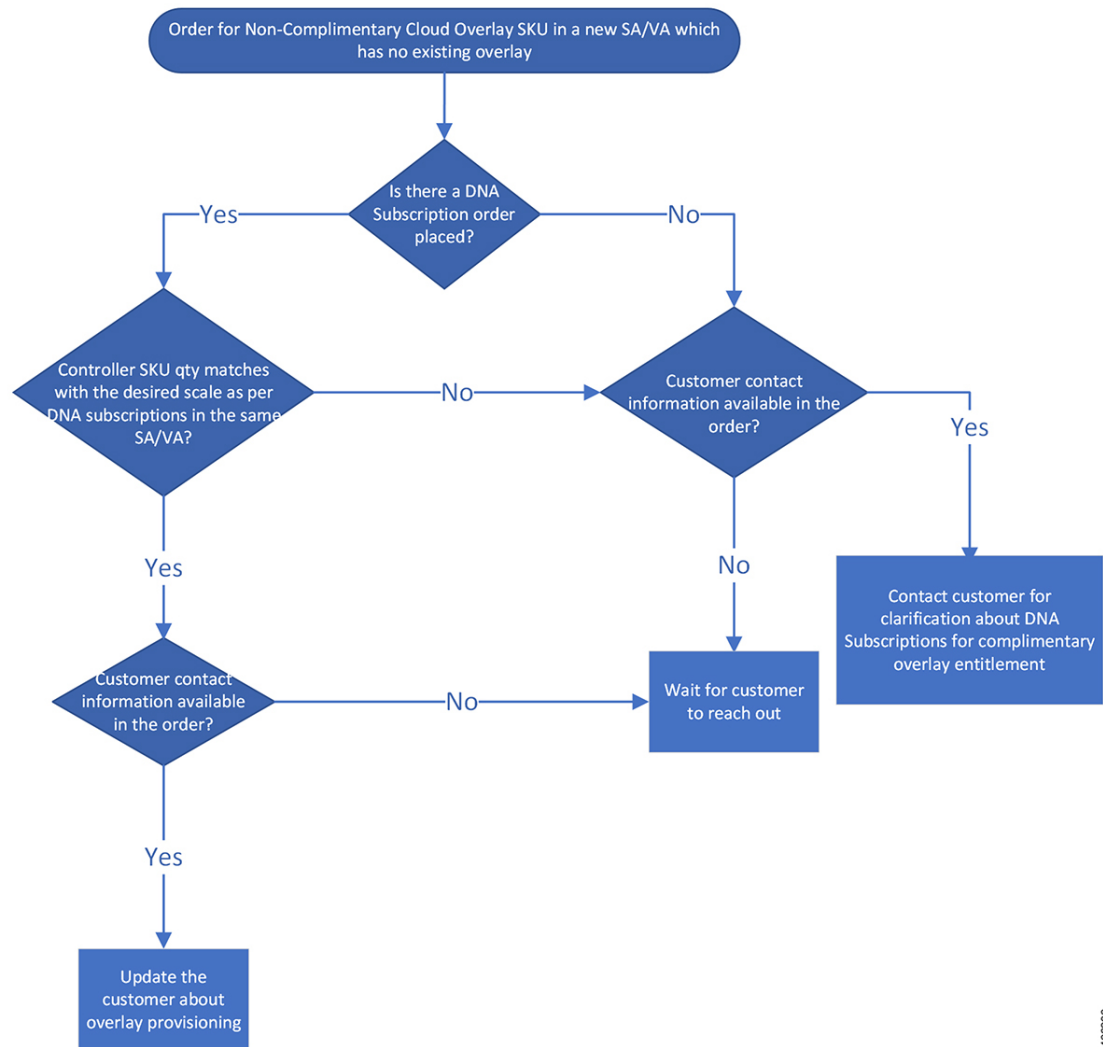 Order for Non-Complimentary Cloud Overlay SKU in a new SA/VA which
has no existing overlay
Is there a DNA
Subscription order
placed?
Yes
No
Controller SKU qty matches
with the desired scale as per
DNA subscriptions in the same
SA/VA?
No
Customer contact
information available in the
order?
Yes
Yes
No
Contact customer for
clarification about DNA
Subscriptions for complimentary
overlay entitlement
Customer contact
information available
in the order?
No
Wait for customer
to reach out
Yes
Update the
customer about
overlay provisioning